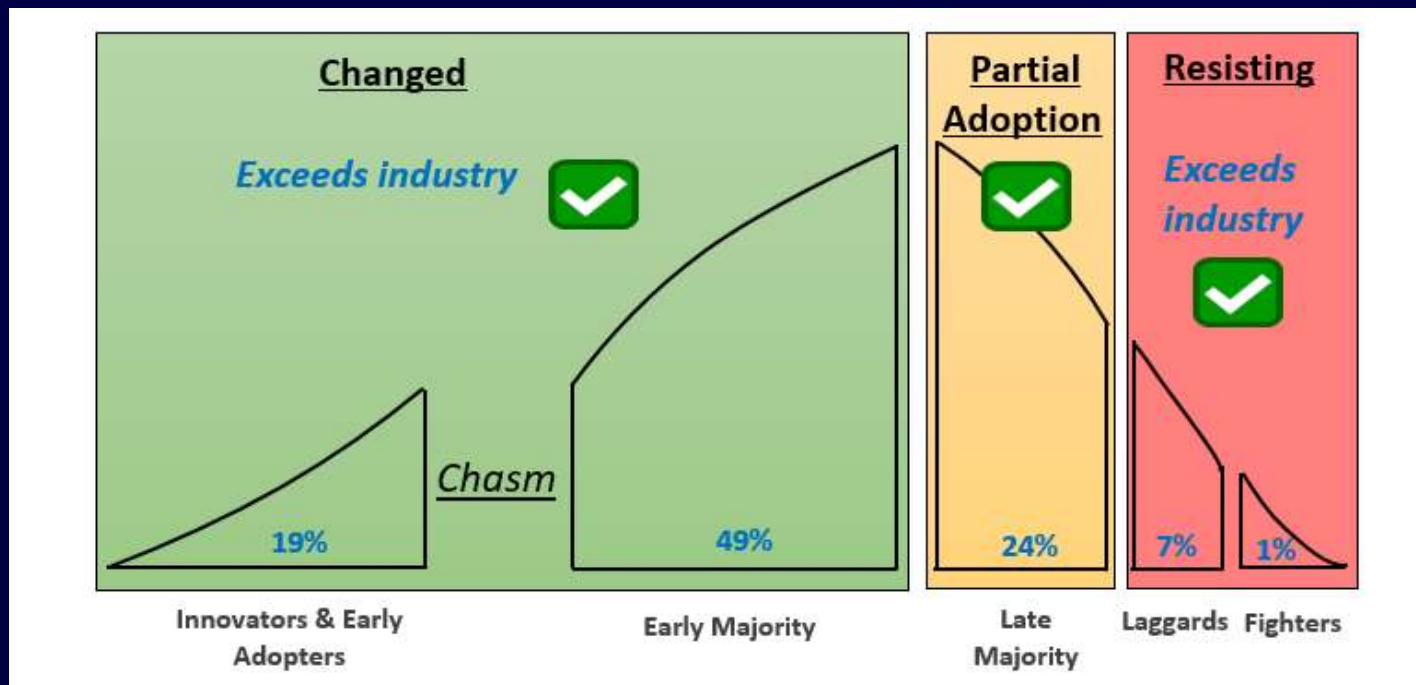 Changed
Exceeds industry
Chasm
19%
49%
Innovators & Early
Adopters
Early Majority
Partial
Adoption
24%
Late
Majority
Resisting
Exceeds
industry
7%
1%
Laggards
Fighters